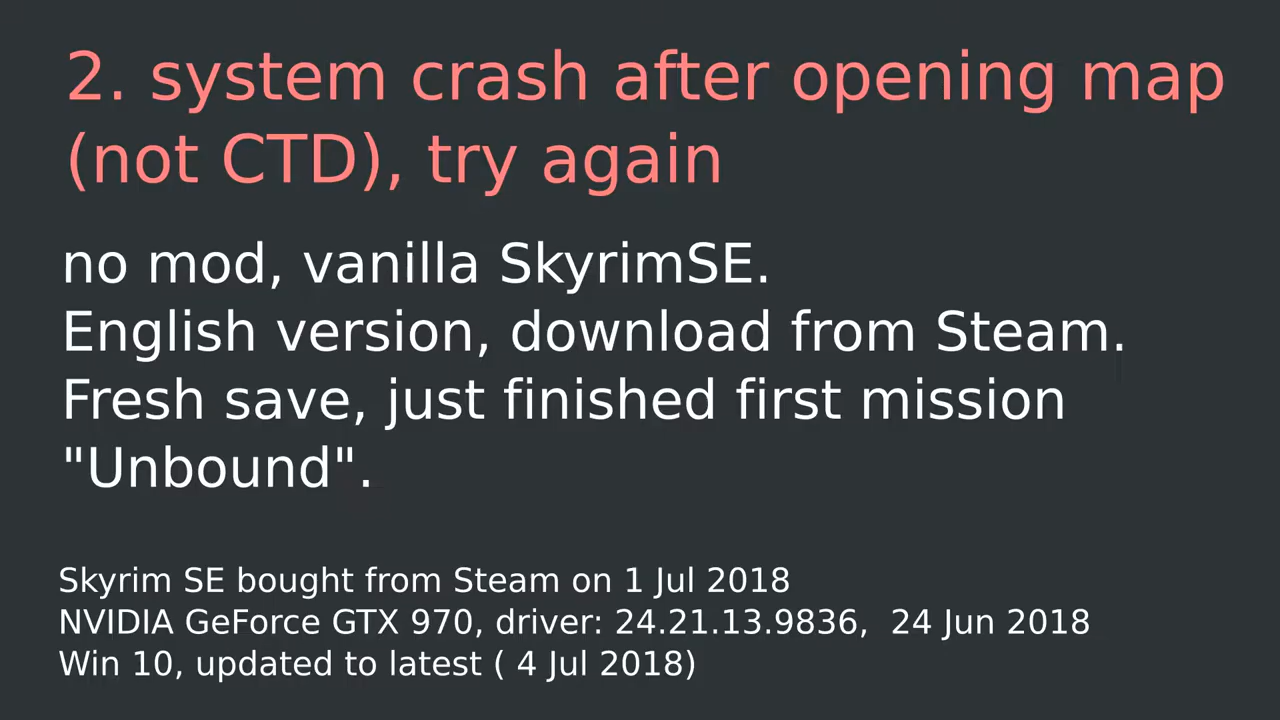 2. system crash after opening map
(not CTD), try again
no mod, vanilla SkyrimSE.
English version, download from Steam.
Fresh save, just finished first mission
"Unbound".
Skyrim SE bought from Steam on 1 Jul 2018
NVIDIA GeForce GTX 970, driver: 24.21.13.9836,  24 Jun 2018
Win 10, updated to latest ( 4 Jul 2018)